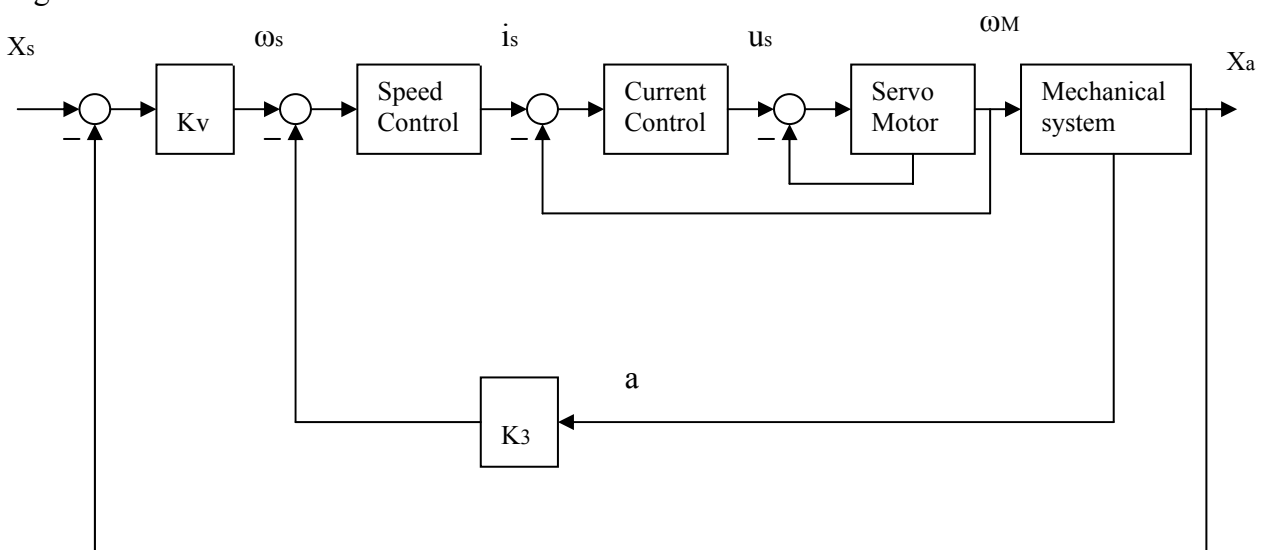 Xs
ωs
is
us
ωM
Xa
Kv
Speed
Control
Current
Control
Servo
Motor
Mechanical
system
–
–
–
–
a
K3